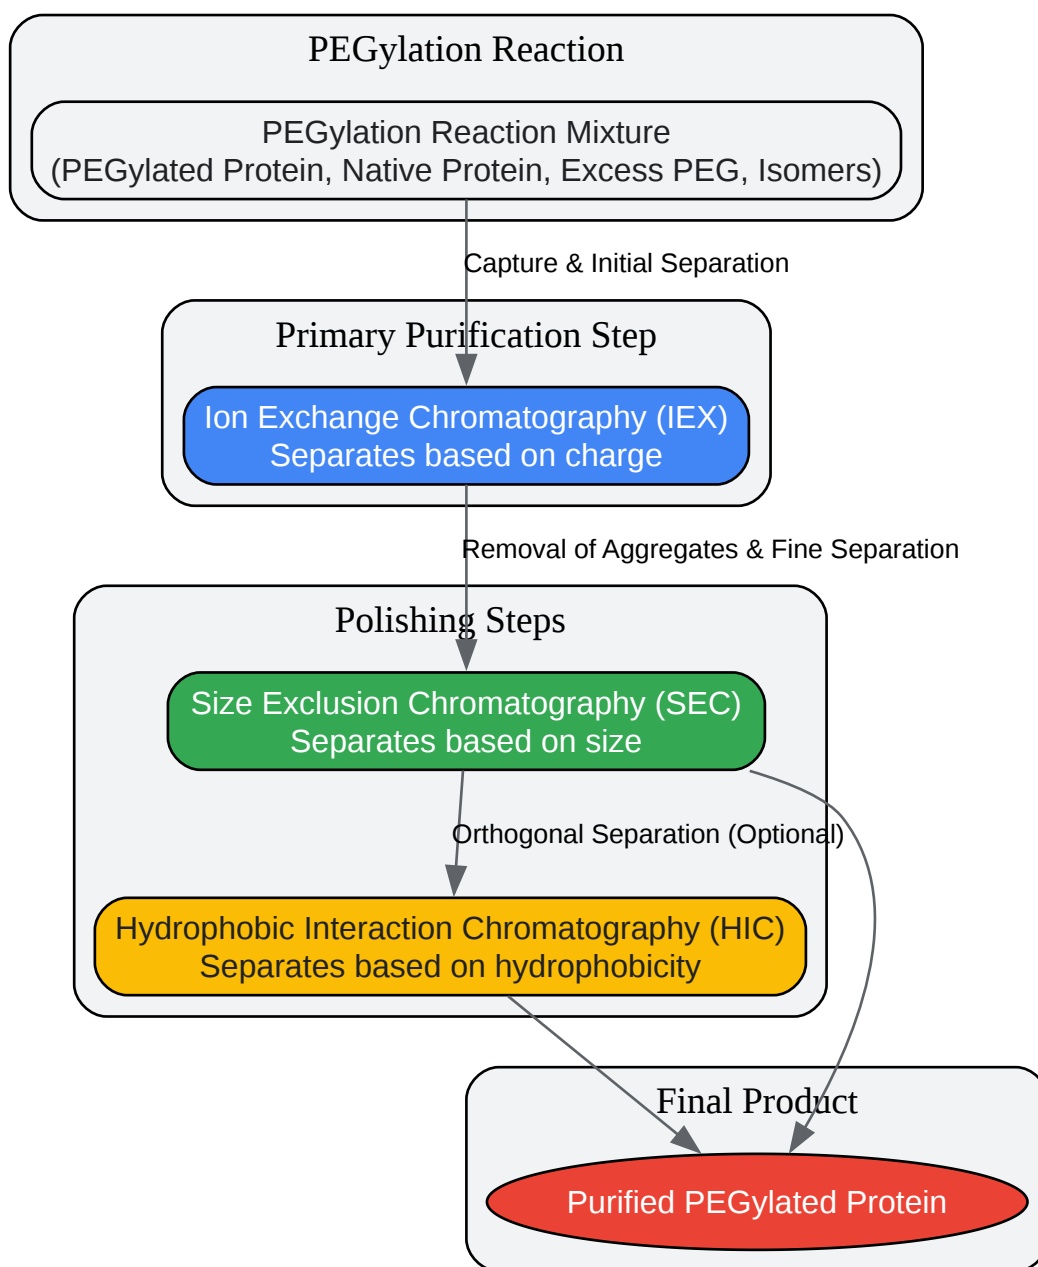 PEGylation Reaction
PEGylation Reaction Mixture
(PEGylated Protein, Native Protein, Excess PEG, Isomers)
Capture & Initial Separation
Primary Purification Step
Ion Exchange Chromatography (IEX)
Separates based on charge
Removal of Aggregates & Fine Separation
Polishing Steps
Size Exclusion Chromatography (SEC)
Separates based on size
Orthogonal Separation (Optional)
Hydrophobic Interaction Chromatography (HIC)
Separates based on hydrophobicity
Final Product
Purified PEGylated Protein